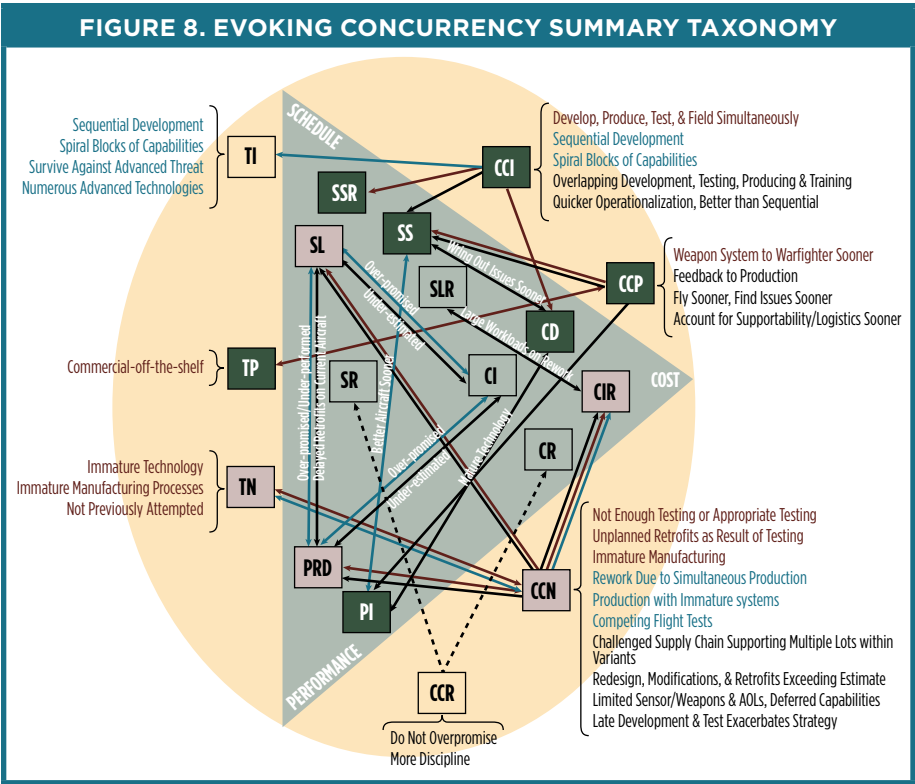 FIGURE 8. EVOKING CONCURRENCY SUMMARY TAXONOMY
SCHEDULE
COST
PERFORMANCE
Sequential Development
Spiral Blocks of Capabilities
Survive Against Advanced Threat
Numerous Advanced Technologies
TI
CCI
Develop, Produce, Test, & Field Simultaneously
Sequential Development
Spiral Blocks of Capabilities
Overlapping Development, Testing, Producing & Training
Quicker Operationalization, Better than Sequential
SSR
SS
SL
SLR
CCP
Weapon System to Warfighter Sooner
Feedback to Production
Fly Sooner, Find Issues Sooner
Account for Supportability/Logistics Sooner
Wring Out Issues Sooner
Over-promised
Under-estimated
Large Workloads on Rework
CD
Commercial-off-the-shelf
TP
SR
CI
CIR
Over-promised/Under-performed
Delayed Retrofits on Current Aircraft
Better Aircraft Sooner
Over-promised
Under-estimated
Mature Technology
CR
Immature Technology
Immature Manufacturing Processes
Not Previously Attempted
TN
PRD
PI
CCN
Not Enough Testing or Appropriate Testing
Unplanned Retrofits as Result of Testing
Immature Manufacturing
Rework Due to Simultaneous Production
Production with Immature systems
Competing Flight Tests
Challenged Supply Chain Supporting Multiple Lots within
Variants
Redesign, Modifications, & Retrofits Exceeding Estimate
Limited Sensor/Weapons & AOLs, Deferred Capabilities
Late Development & Test Exacerbates Strategy
CCR
Do Not Overpromise
More Discipline